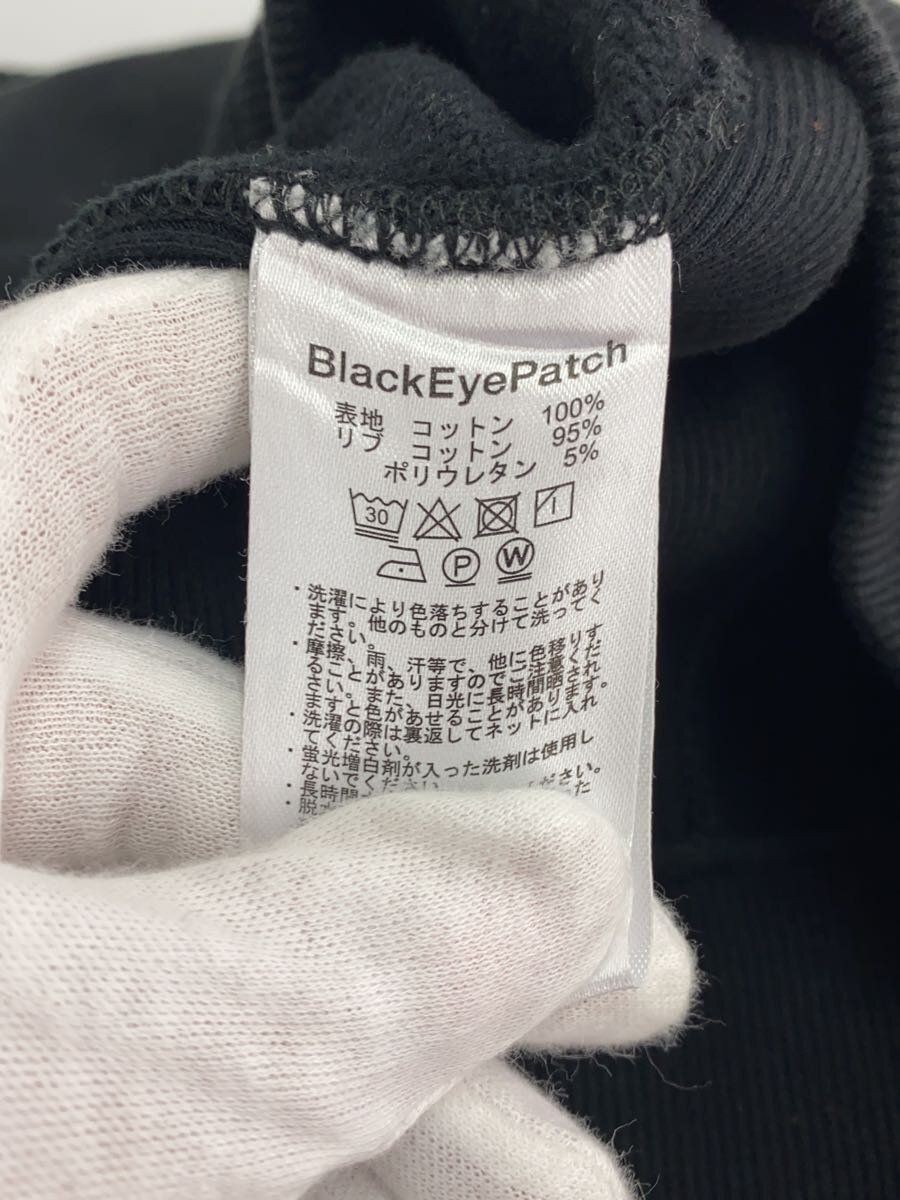 BlackEyePatch
表地 コットン 100%
リブ コットン 95%
ポリウレタン 5%
30
P W
・洗濯により色落ちすることがあり
ます。他のものと分けて洗ってく
ださい。
・摩擦、雨、汗等で、他に色移りす
ることがありますのでご注意くだ
さい。また、日光に長時間晒され
ますと色があせることがあります。
・洗濯の際は裏返してネットに入れ
てください。
・蛍光増白剤が入った洗剤は使用し
ないでください
・長時間 ください。
・脱